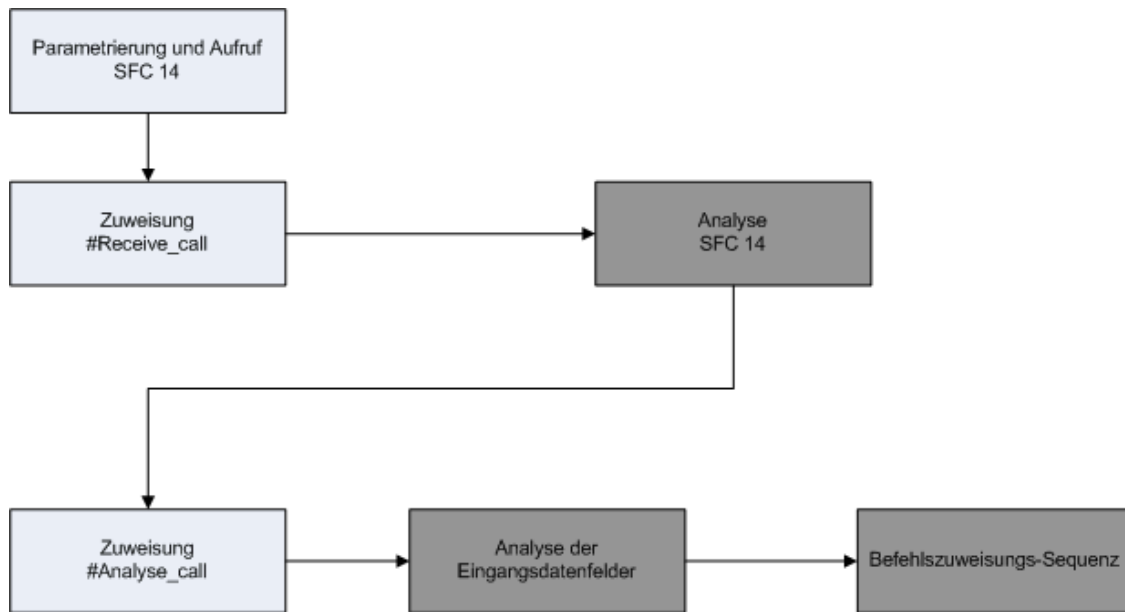 Parametrierung und Aufruf
SFC 14
Zuweisung
#Receive_call
Analyse
SFC 14
Zuweisung
#Analyse_call
Analyse der
Eingangsdatenfelder
Befehlszuweisungs-Sequenz